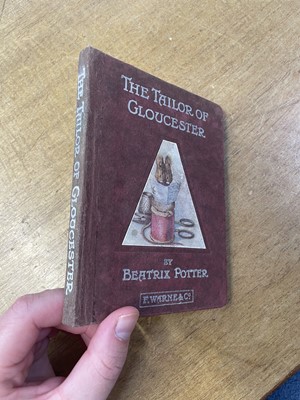 THE TAILOR OF GLOUCESTER
THE TAILOR OF
GLOUCESTER
BY
BEATRIX POTTER
F. WARNE & Co